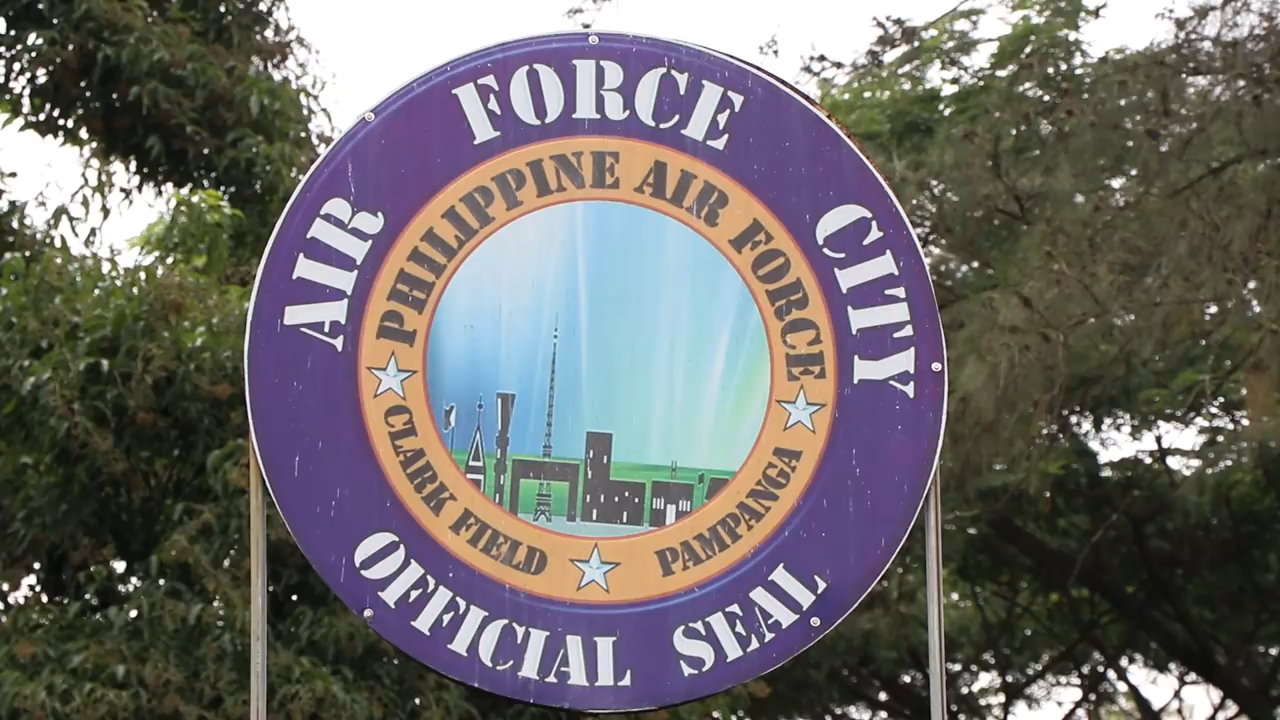 AIR FORCE CITY
PHILIPPINE AIR FORCE
CLARK FIELD PAMPANGA
OFFICIAL SEAL